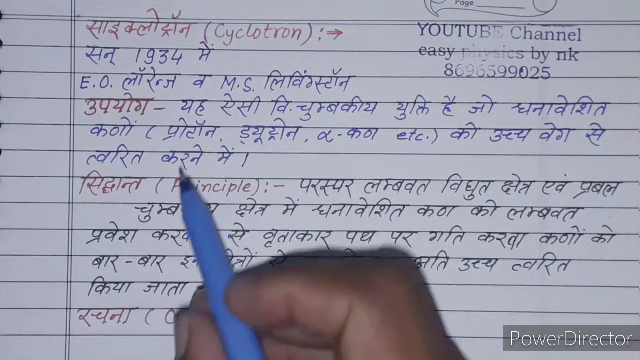 Page
साइक्लोट्रॉन (Cyclotron) :→
YOUTUBE Channel
easy physics by nk
8696599025
सन् 1934 में
E.O. लॉरेन्ज व M.S. लिविंग्स्टॉन
उपयोग - यह ऐसी वि. चुम्बकीय युक्ति है जो धनावेशित
कणों ( प्रोटॉन, ड्यूट्रोन, α-कण etc.) को उच्च वेग से
त्वरित करने में।
सिद्धान्त (Principle):- परस्पर लम्बवत विधुत क्षेत्र एवं प्रबल
क्षेत्र में धनावेशित कण को लम्बवत
प्रवेश से वृताकार पथ पर गति करता कणों को
बार-बार उच्च त्वरित
किया जाता
रचना (
PowerDirector